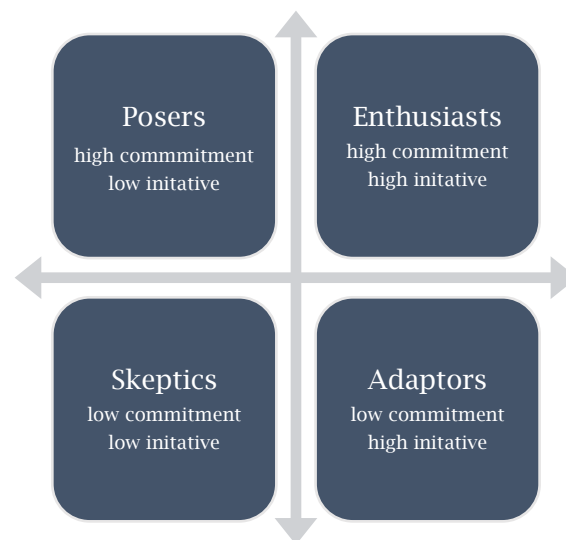 Posers
high commmitment
low initative
Enthusiasts
high commitment
high initative
Skeptics
low commitment
low initative
Adaptors
low commitment
high initative